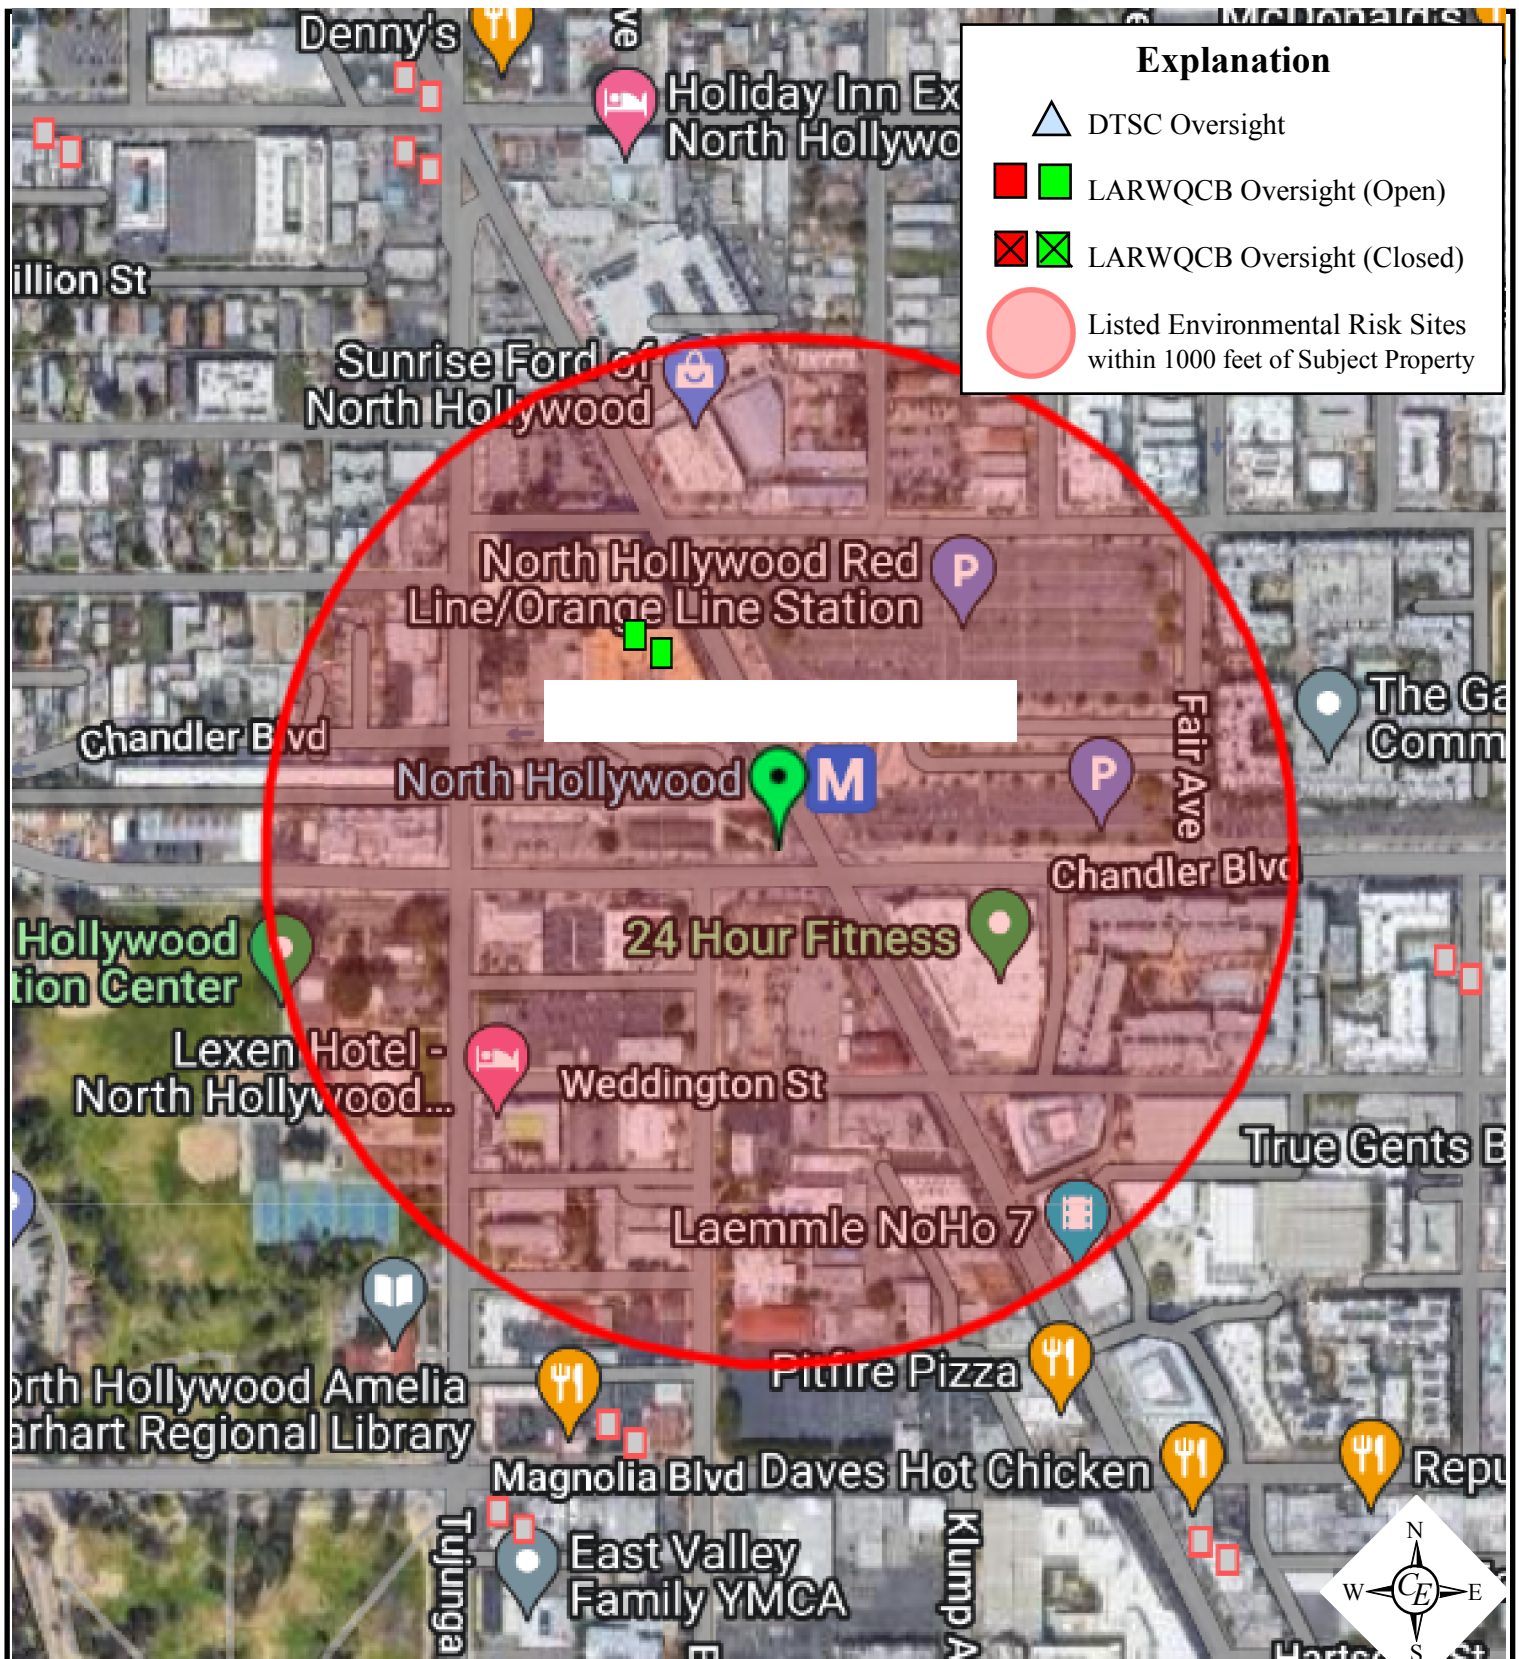 Denny's
ve
McDonald's
Holiday Inn Ex
North Hollywo
Explanation
DTSC Oversight
LARWQCB Oversight (Open)
LARWQCB Oversight (Closed)
Listed Environmental Risk Sites
within 1000 feet of Subject Property
illion St
Sunrise Ford of
North Hollywood
North Hollywood Red
Line/Orange Line Station
P
Chandler Blvd
Fair Ave
The Ga
Comm
North Hollywood
M
P
Chandler Blvd
Hollywood
tion Center
24 Hour Fitness
Lexen Hotel -
North Hollywood...
Weddington St
True Gents B
Laemmle NoHo 7
Pitfire Pizza
orth Hollywood Amelia
arhart Regional Library
Magnolia Blvd
Daves Hot Chicken
Repu
Tujunga
East Valley
Family YMCA
Klump A
N
W
CE
E
S